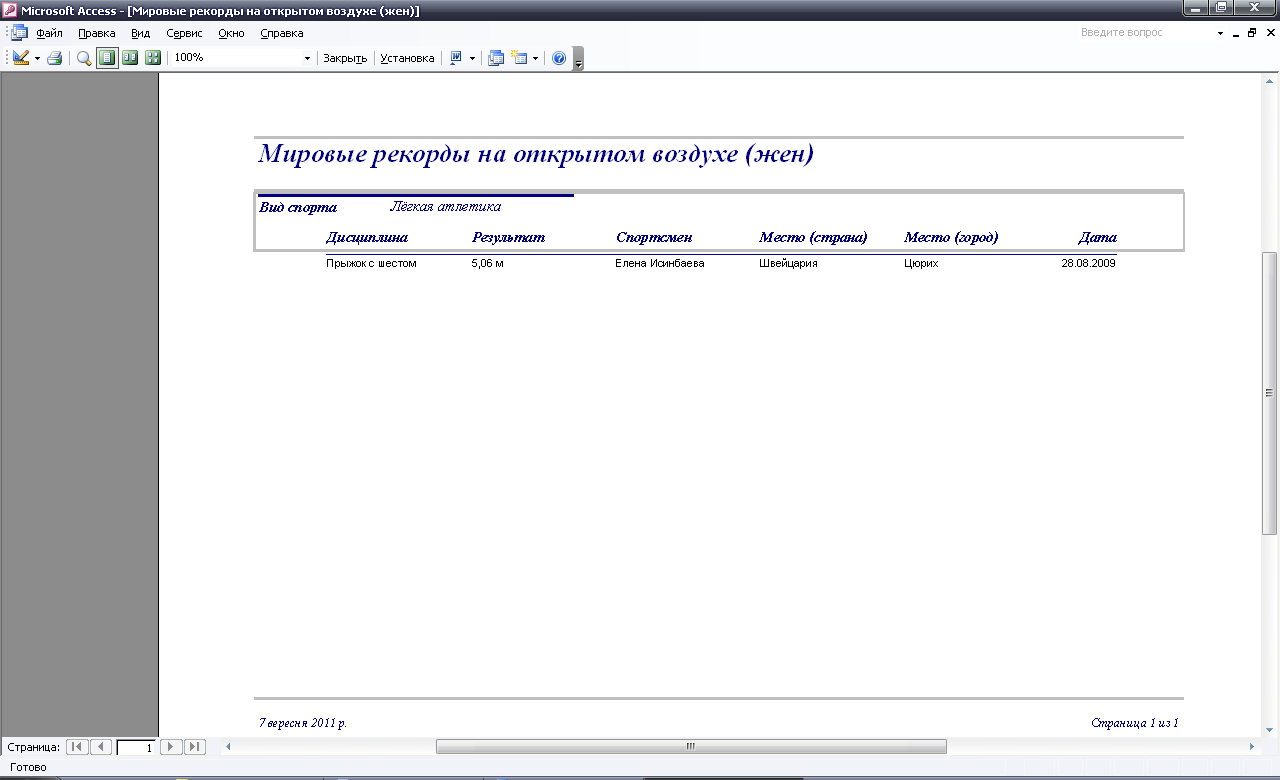 Microsoft Access - [Мировые рекорды на открытом воздухе (жен)]
Файл Правка Вид Сервис Окно Справка Введите вопрос
100% Закрыть Установка
Мировые рекорды на открытом воздухе (жен)
Вид спорта Лёгкая атлетика
Дисциплина Результат Спортсмен Место (страна) Место (город) Дата
Прыжок с шестом 5,06 м Елена Исинбаева Швейцария Цюрих 28.08.2009
7 вересня 2011 р. Страница 1 из 1
Страница: 1
Готово